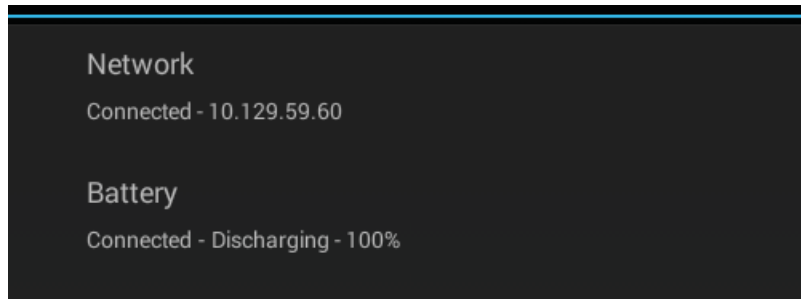 Network
Connected - 10.129.59.60
Battery
Connected - Discharging - 100%